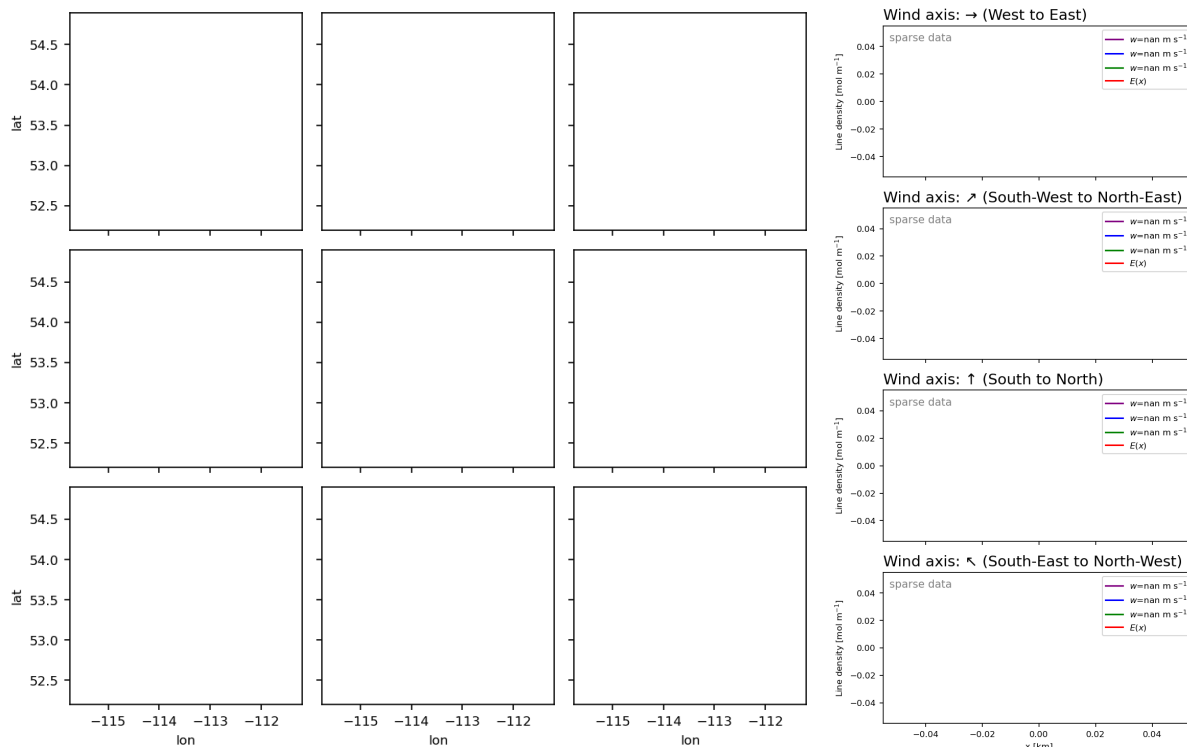 54.5
54.0
53.5
53.0
52.5
lat
54.5
54.0
53.5
53.0
52.5
lat
54.5
54.0
53.5
53.0
52.5
lat
−115 −114 −113 −112
lon
−115 −114 −113 −112
lon
−115 −114 −113 −112
lon
Wind axis: → (West to East)
sparse data
w=nan m s⁻¹
w=nan m s⁻¹
w=nan m s⁻¹
E(x)
0.04
0.02
0.00
−0.02
−0.04
Line density [mol m⁻¹]
Wind axis: ↗ (South-West to North-East)
sparse data
w=nan m s⁻¹
w=nan m s⁻¹
w=nan m s⁻¹
E(x)
0.04
0.02
0.00
−0.02
−0.04
Line density [mol m⁻¹]
Wind axis: ↑ (South to North)
sparse data
w=nan m s⁻¹
w=nan m s⁻¹
w=nan m s⁻¹
E(x)
0.04
0.02
0.00
−0.02
−0.04
Line density [mol m⁻¹]
Wind axis: ↖ (South-East to North-West)
sparse data
w=nan m s⁻¹
w=nan m s⁻¹
w=nan m s⁻¹
E(x)
0.04
0.02
0.00
−0.02
−0.04
Line density [mol m⁻¹]
−0.04 −0.02 0.00 0.02 0.04
x [km]